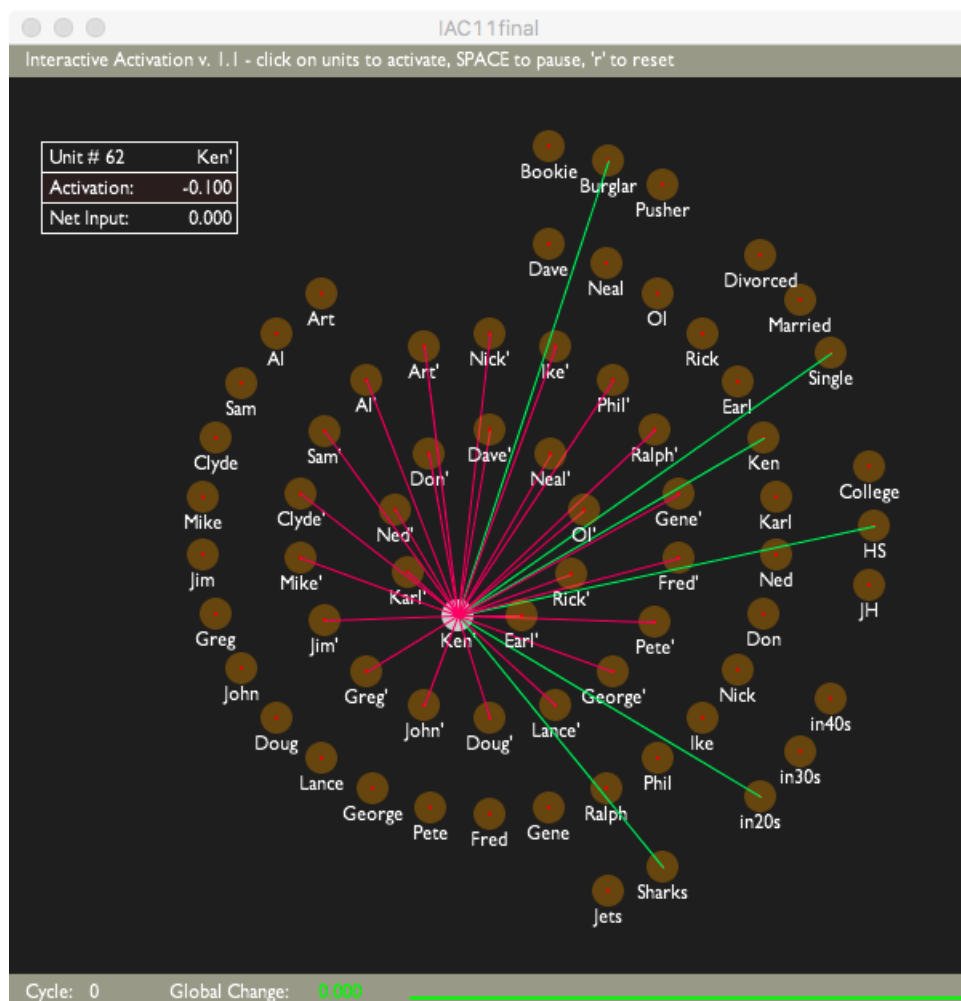 IAC11final
Interactive Activation v. 1.1 - click on units to activate, SPACE to pause, 'r' to reset
Unit # 62 Ken'
Activation: -0.100
Net Input: 0.000
Bookie
Burglar
Pusher
Dave
Neal
Divorced
Art
Ol
Married
Al
Rick
Nick'
Art'
Ike'
Single
Sam
Al'
Phil'
Earl
Clyde
Sam'
Dave'
Ralph'
Ken
Don'
Neal'
College
Mike
Clyde'
Ned'
Ol'
Gene'
Karl
HS
Jim
Mike'
Karl'
Rick'
Fred'
Ned
JH
Greg
Jim'
Ken'
Earl'
Pete'
Don
John
Greg'
George'
Nick
Doug
John'
Doug'
Lance'
Ike
in40s
Lance
Phil
in30s
George
Pete
Fred
Gene
Ralph
in20s
Sharks
Jets
Cycle: 0 Global Change: 0.000